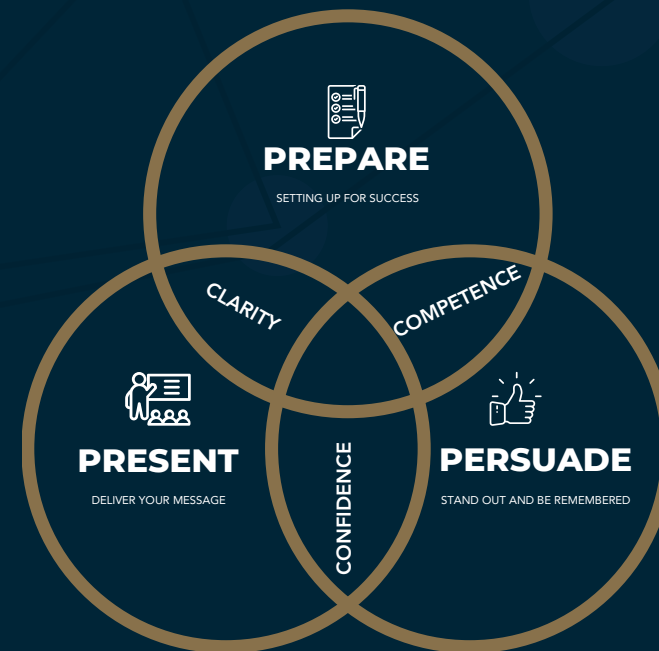 PREPARE
SETTING UP FOR SUCCESS
CLARITY
COMPETENCE
PRESENT
DELIVER YOUR MESSAGE
CONFIDENCE
PERSUADE
STAND OUT AND BE REMEMBERED